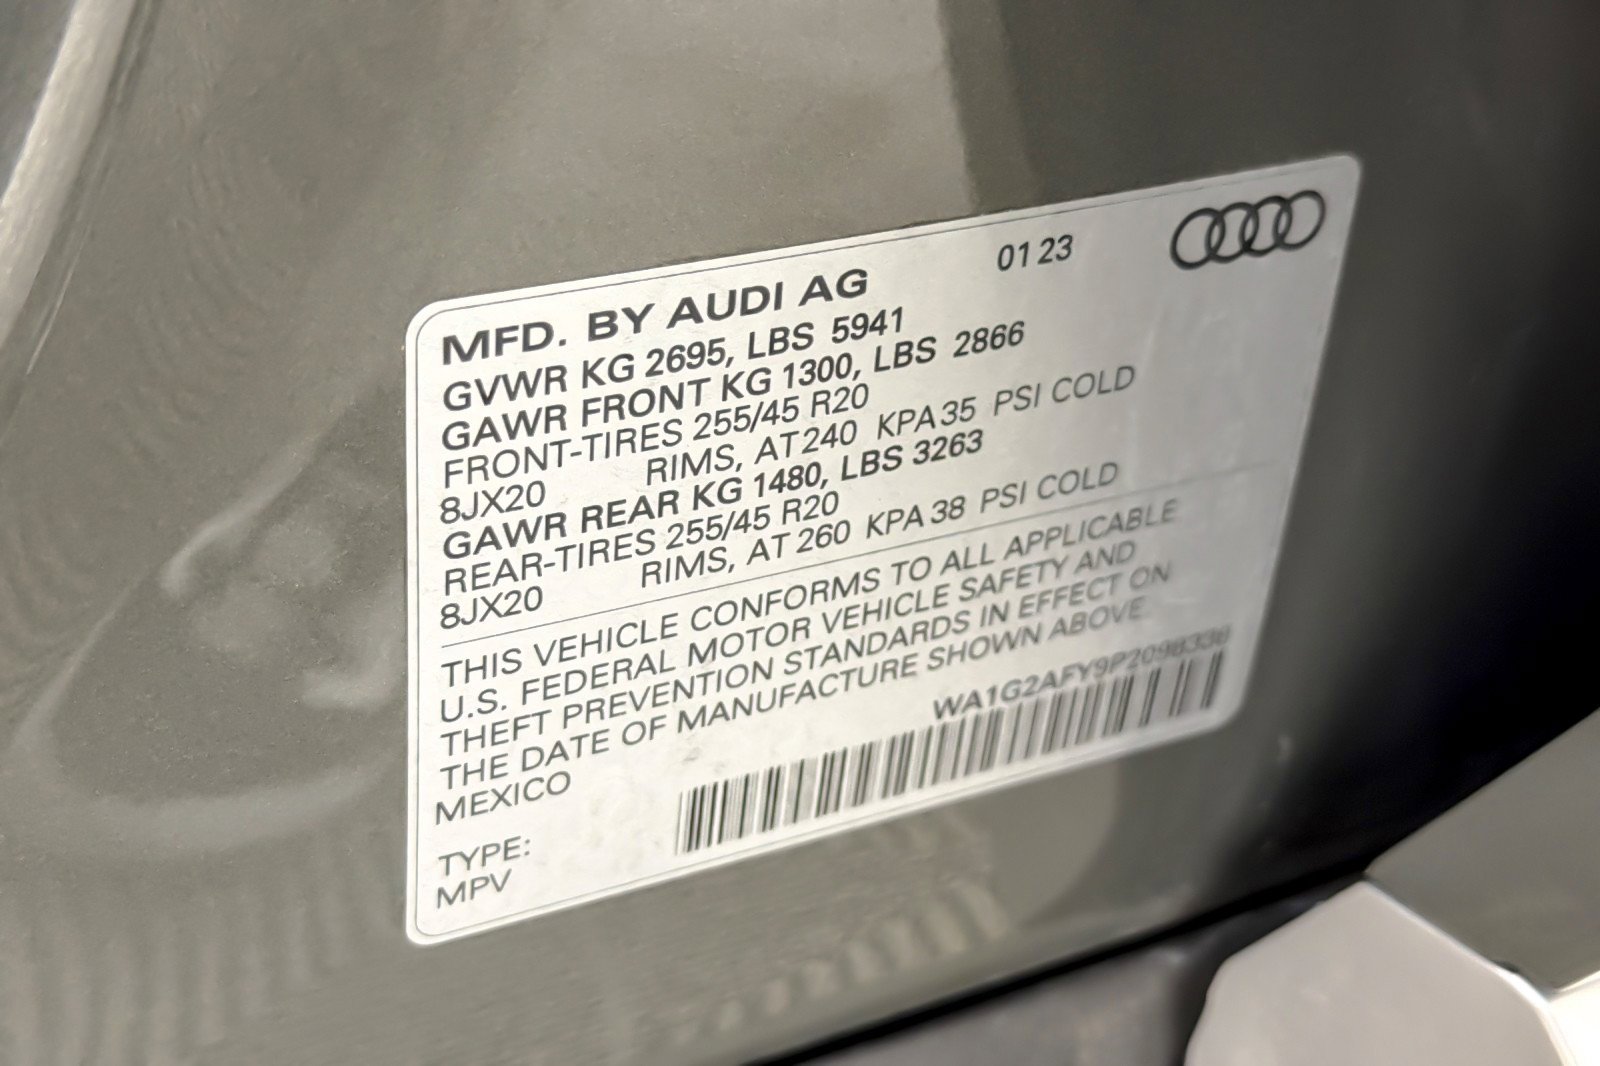 01 23
MFD. BY AUDI AG
GVWR KG 2695, LBS 5941
GAWR FRONT KG 1300, LBS 2866
FRONT-TIRES 255/45 R20
8JX20 RIMS, AT 240 KPA 35 PSI COLD
GAWR REAR KG 1480, LBS 3263
REAR-TIRES 255/45 R20
8JX20 RIMS, AT 260 KPA 38 PSI COLD
THIS VEHICLE CONFORMS TO ALL APPLICABLE
U.S. FEDERAL MOTOR VEHICLE SAFETY AND
THEFT PREVENTION STANDARDS IN EFFECT ON
THE DATE OF MANUFACTURE SHOWN ABOVE.
MEXICO
TYPE:
MPV